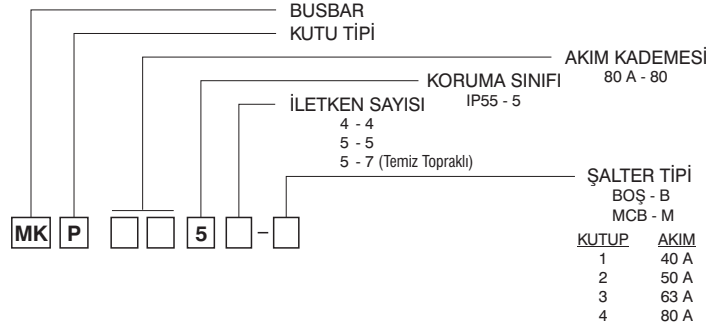 BUSBAR
KUTU TİPİ
AKIM KADEMESİ
80 A - 80
KORUMA SINIFI
IP55 - 5
İLETKEN SAYISI
4 - 4
5 - 5
5 - 7 (Temiz Topraklı)
ŞALTER TİPİ
BOŞ - B
MCB - M
MK P 5 -
KUTUP AKIM
1 40 A
2 50 A
3 63 A
4 80 A